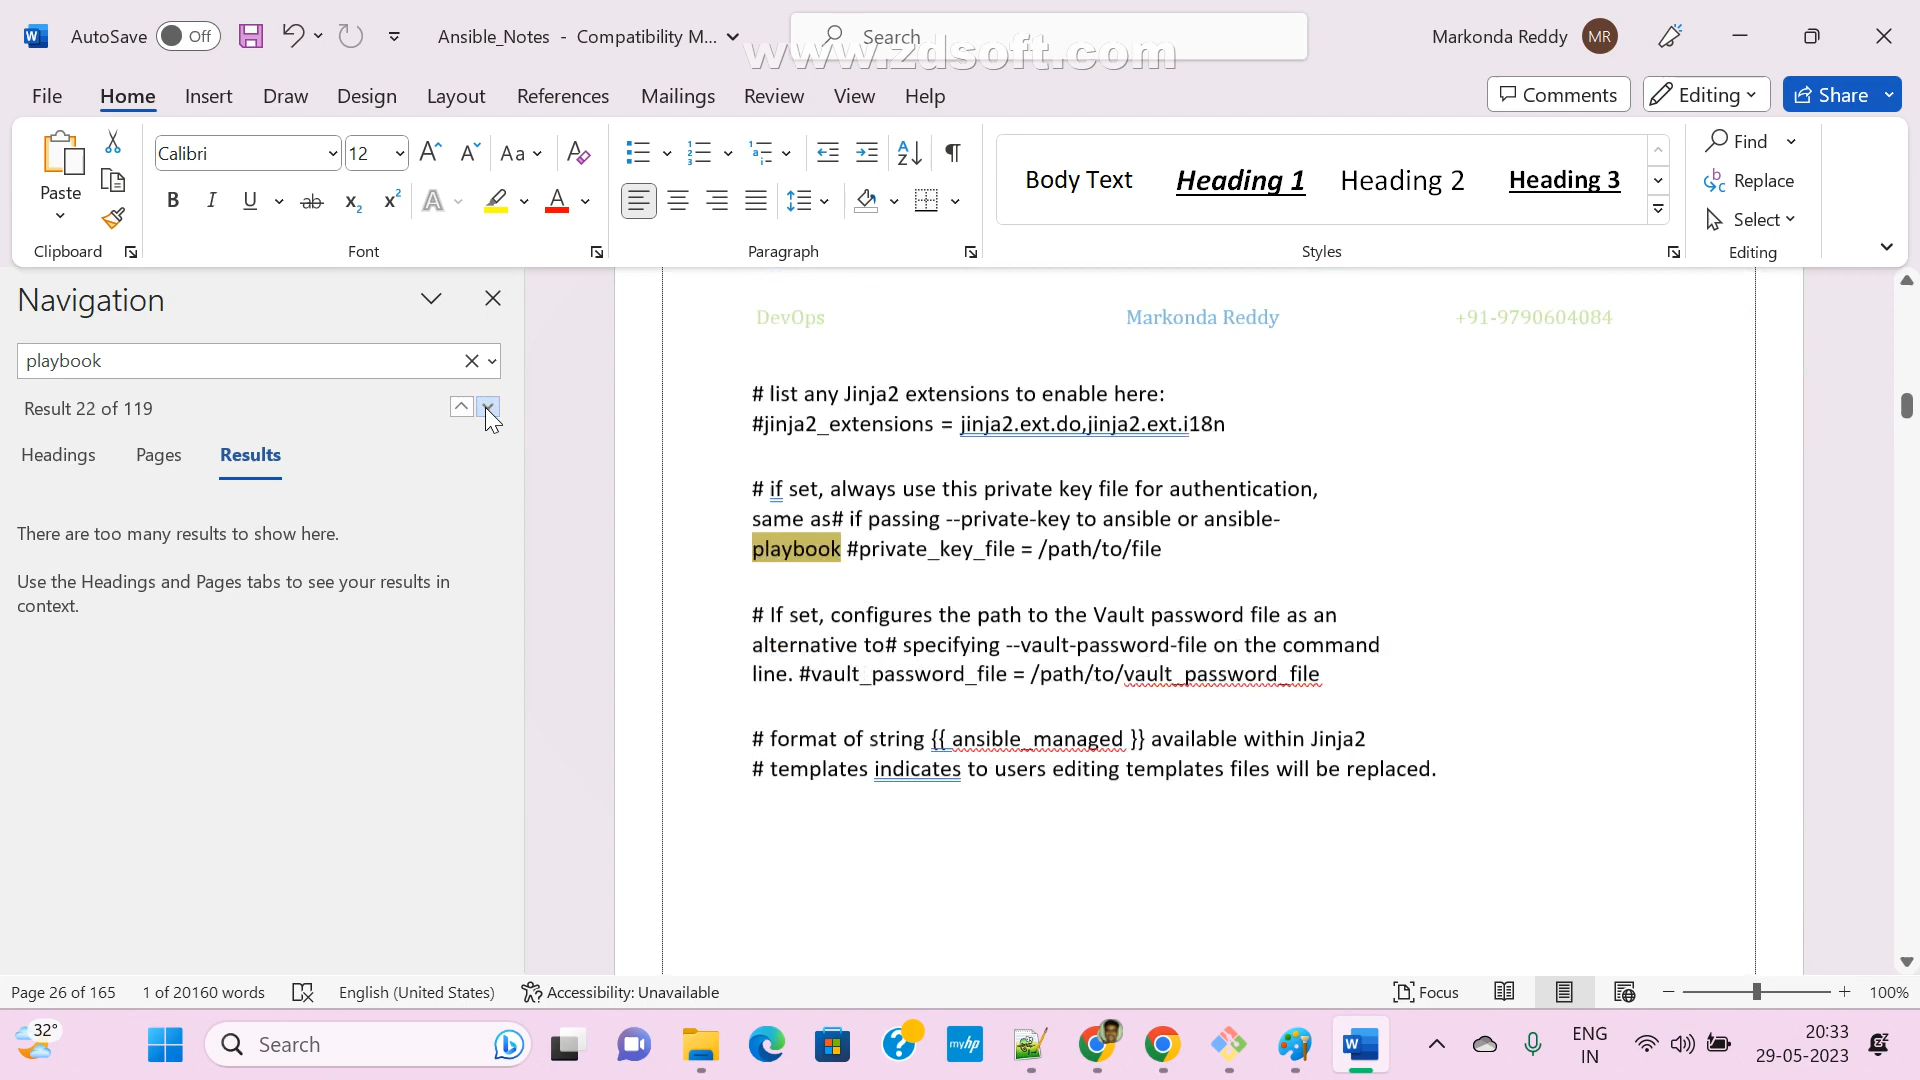 AutoSave Off
Ansible_Notes - Compatibility M...
Search
www.zdsoft.com
Markonda Reddy MR
File Home Insert Draw Design Layout References Mailings Review View Help
Comments Editing Share
Paste
Calibri 12
Aa
B I U ab x₂ x² A A
Body Text Heading 1 Heading 2 Heading 3
Find
Replace
Select
Clipboard Font Paragraph Styles Editing
Navigation
playbook
Result 22 of 119
Headings Pages Results
There are too many results to show here.
Use the Headings and Pages tabs to see your results in
context.
DevOps Markonda Reddy +91-9790604084
# list any Jinja2 extensions to enable here:
#jinja2_extensions = jinja2.ext.do,jinja2.ext.i18n
# if set, always use this private key file for authentication,
same as# if passing --private-key to ansible or ansible-
playbook #private_key_file = /path/to/file
# If set, configures the path to the Vault password file as an
alternative to# specifying --vault-password-file on the command
line. #vault_password_file = /path/to/vault_password_file
# format of string {{ ansible_managed }} available within Jinja2
# templates indicates to users editing templates files will be replaced.
Page 26 of 165 1 of 20160 words English (United States) Accessibility: Unavailable Focus 100%
32° Search myhp ENG 20:33
IN 29-05-2023